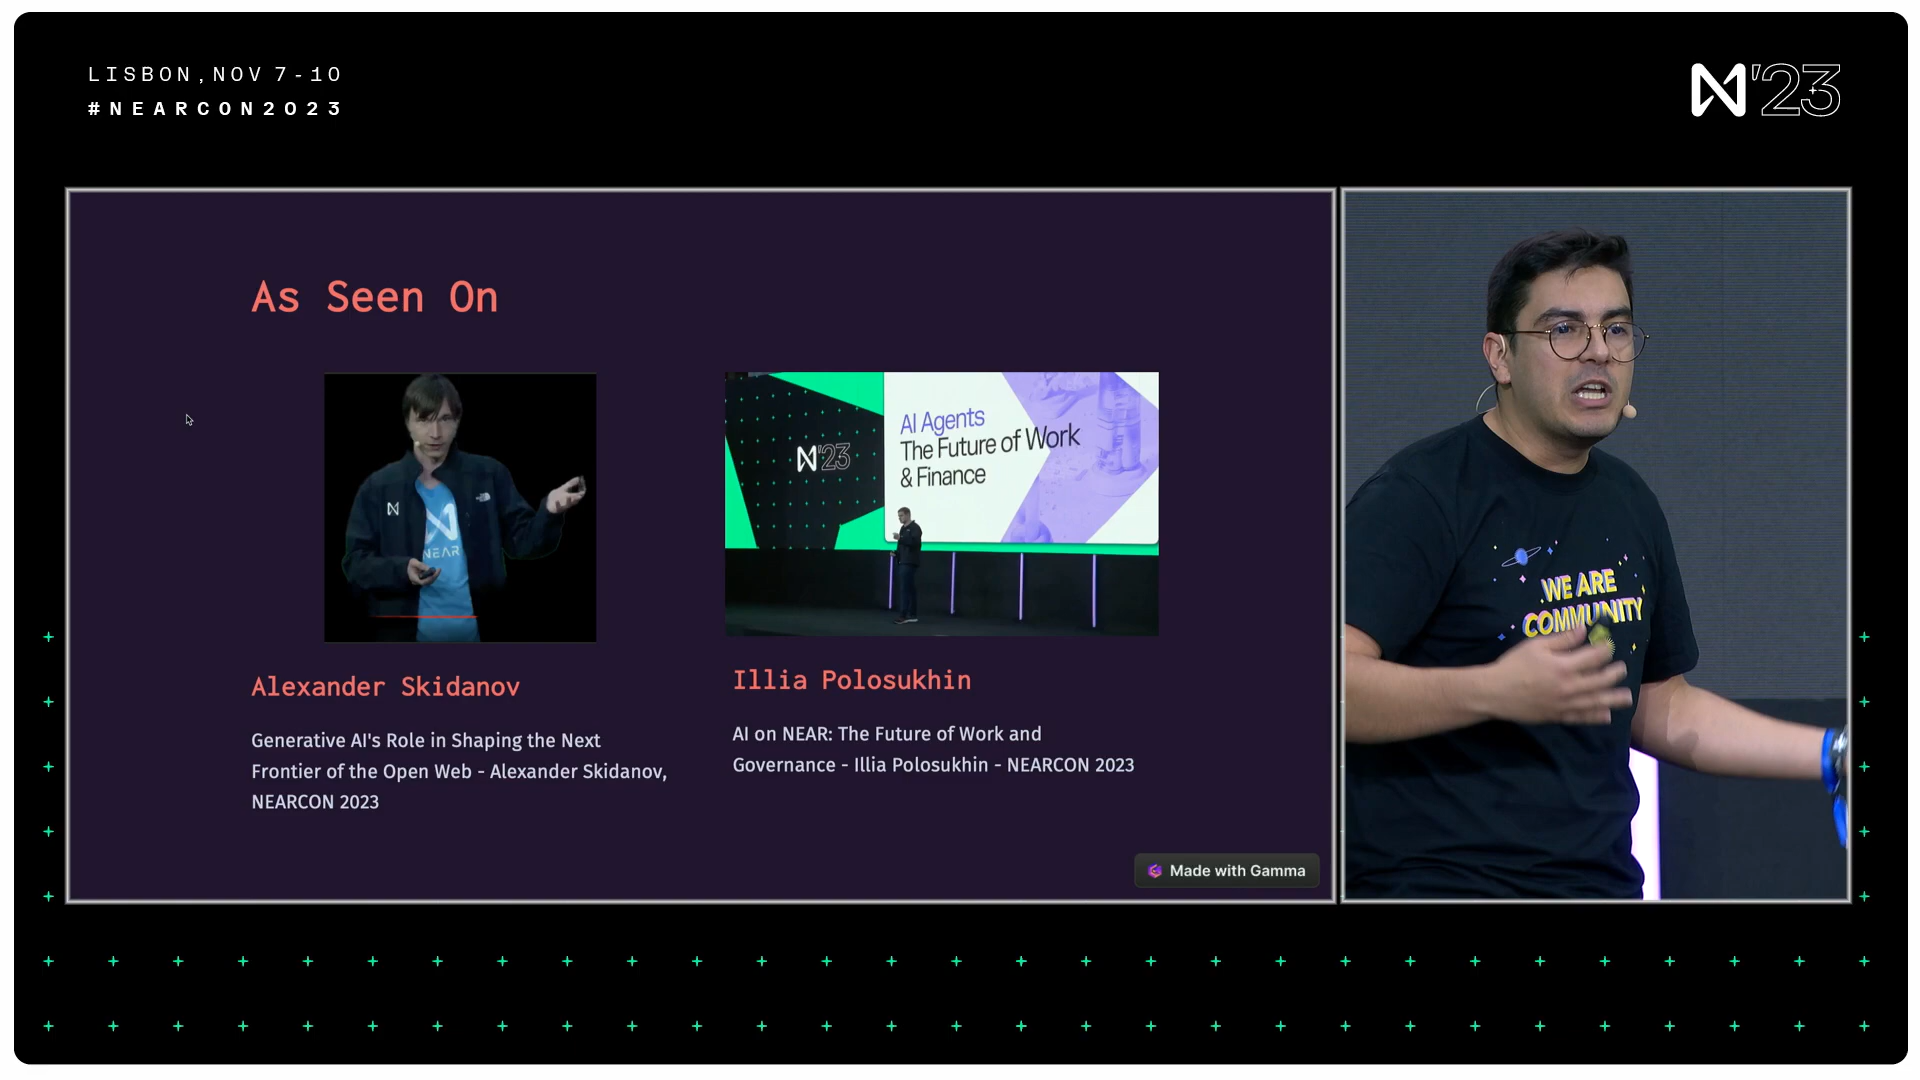 LISBON, NOV 7-10
#NEARCON2023
N'23
As Seen On
NEAR
N'23
AI Agents
The Future of Work
& Finance
Alexander Skidanov
Generative AI's Role in Shaping the Next
Frontier of the Open Web - Alexander Skidanov,
NEARCON 2023
Illia Polosukhin
AI on NEAR: The Future of Work and
Governance - Illia Polosukhin - NEARCON 2023
Made with Gamma
WE ARE
COMMUNITY